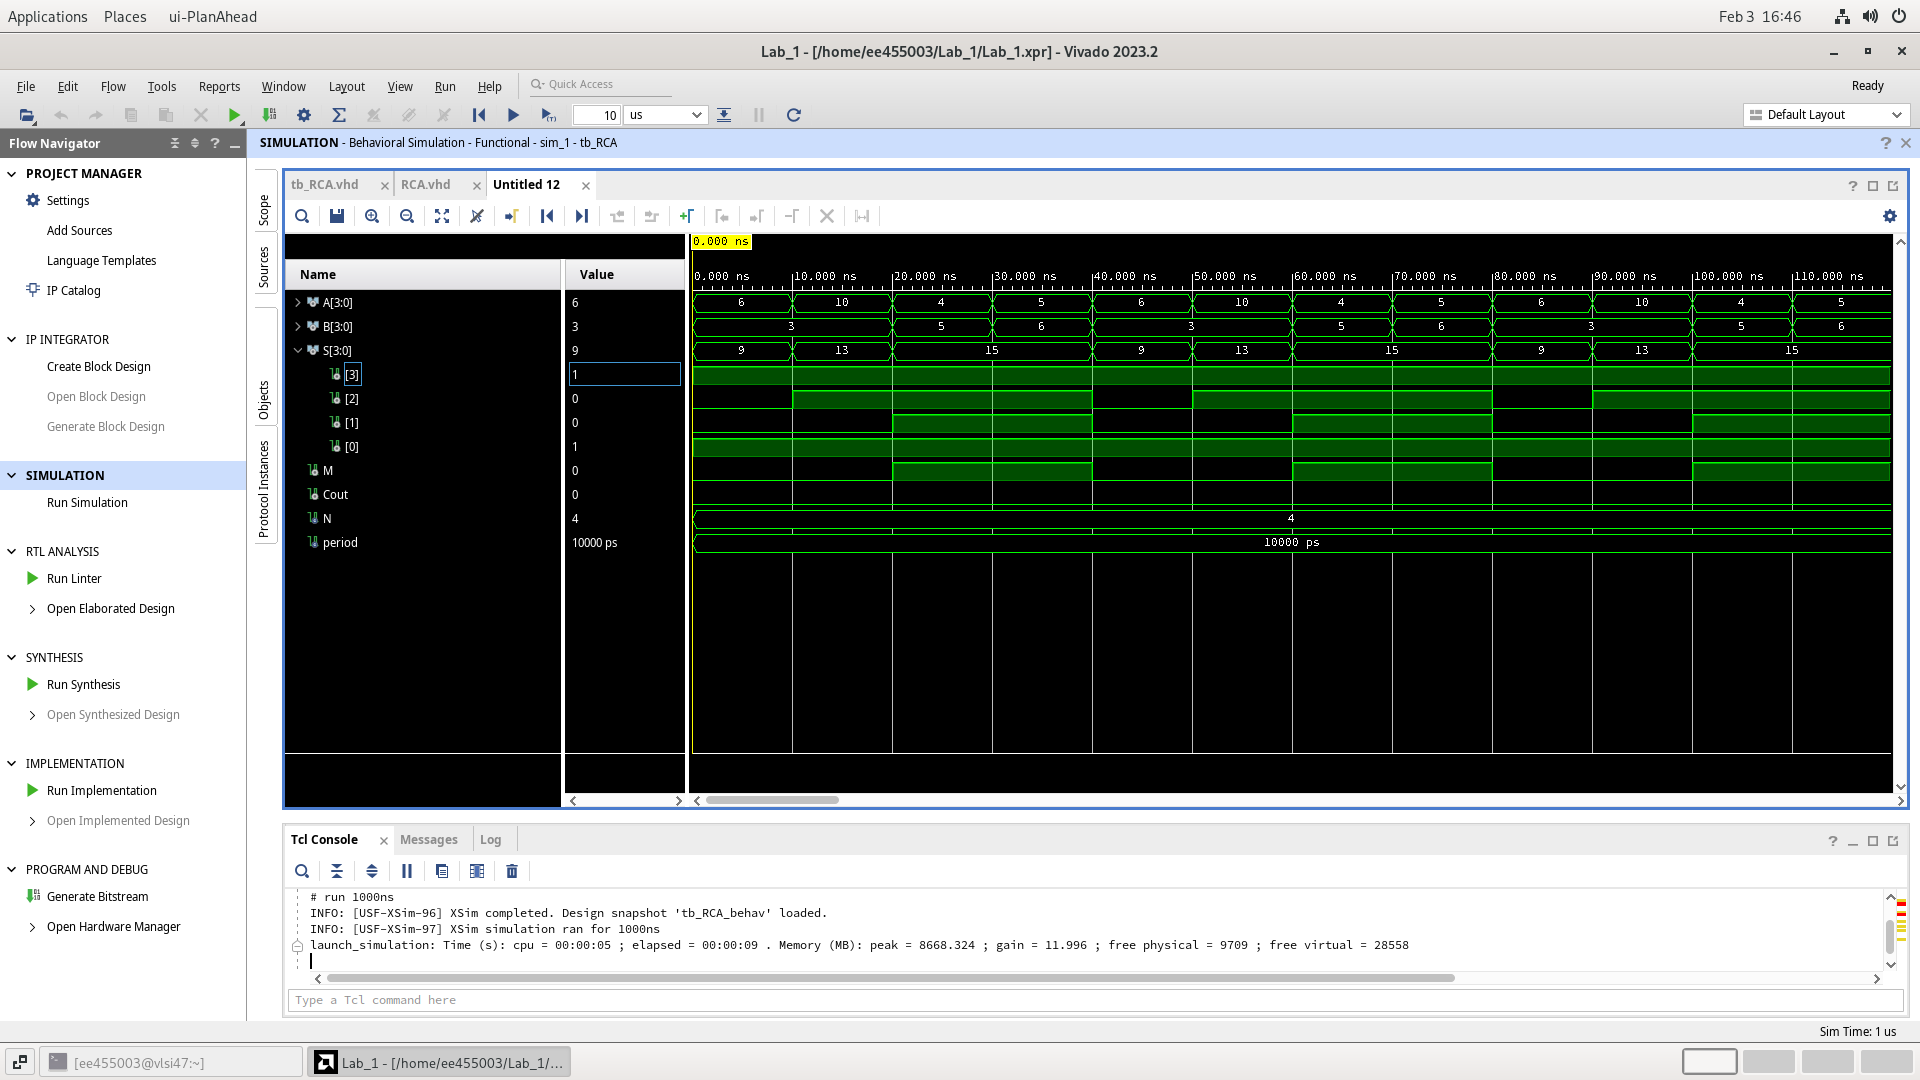 Applications Places ui-PlanAhead Feb 3 16:46
Lab_1 - [/home/ee455003/Lab_1/Lab_1.xpr] - Vivado 2023.2
File Edit Flow Tools Reports Window Layout View Run Help Quick Access Ready
10 us Default Layout
Flow Navigator
SIMULATION - Behavioral Simulation - Functional - sim_1 - tb_RCA
PROJECT MANAGER
Settings
Add Sources
Language Templates
IP Catalog
IP INTEGRATOR
Create Block Design
Open Block Design
Generate Block Design
SIMULATION
Run Simulation
RTL ANALYSIS
Run Linter
Open Elaborated Design
SYNTHESIS
Run Synthesis
Open Synthesized Design
IMPLEMENTATION
Run Implementation
Open Implemented Design
PROGRAM AND DEBUG
Generate Bitstream
Open Hardware Manager
Scope
Sources
Objects
Protocol Instances
tb_RCA.vhd RCA.vhd Untitled 12
0.000 ns
Name Value 0.000 ns 10.000 ns 20.000 ns 30.000 ns 40.000 ns 50.000 ns 60.000 ns 70.000 ns 80.000 ns 90.000 ns 100.000 ns 110.000 ns
A[3:0] 6 6 10 4 5 6 10 4 5 6 10 4 5
B[3:0] 3 3 5 6 3 5 6 3 5 6
S[3:0] 9 9 13 15 9 13 15 9 13 15
[3] 1
[2] 0
[1] 0
[0] 1
M 0
Cout 0
N 4 4
period 10000 ps 10000 ps
Tcl Console Messages Log
# run 1000ns
INFO: [USF-XSim-96] XSim completed. Design snapshot 'tb_RCA_behav' loaded.
INFO: [USF-XSim-97] XSim simulation ran for 1000ns
launch_simulation: Time (s): cpu = 00:00:05 ; elapsed = 00:00:09 . Memory (MB): peak = 8668.324 ; gain = 11.996 ; free physical = 9709 ; free virtual = 28558
Type a Tcl command here
Sim Time: 1 us
[ee455003@vlsi47:~] Lab_1 - [/home/ee455003/Lab_1/...